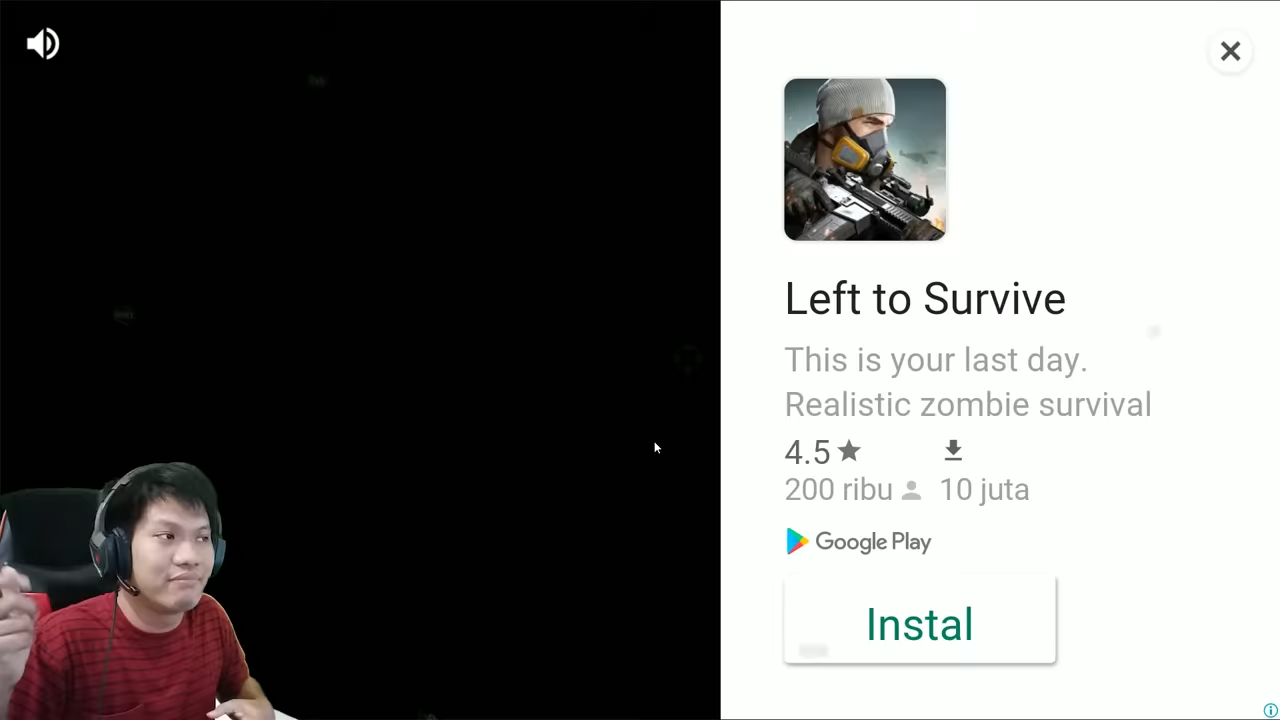 Left to Survive
This is your last day.
Realistic zombie survival
4.5
200 ribu 10 juta
Google Play
Instal